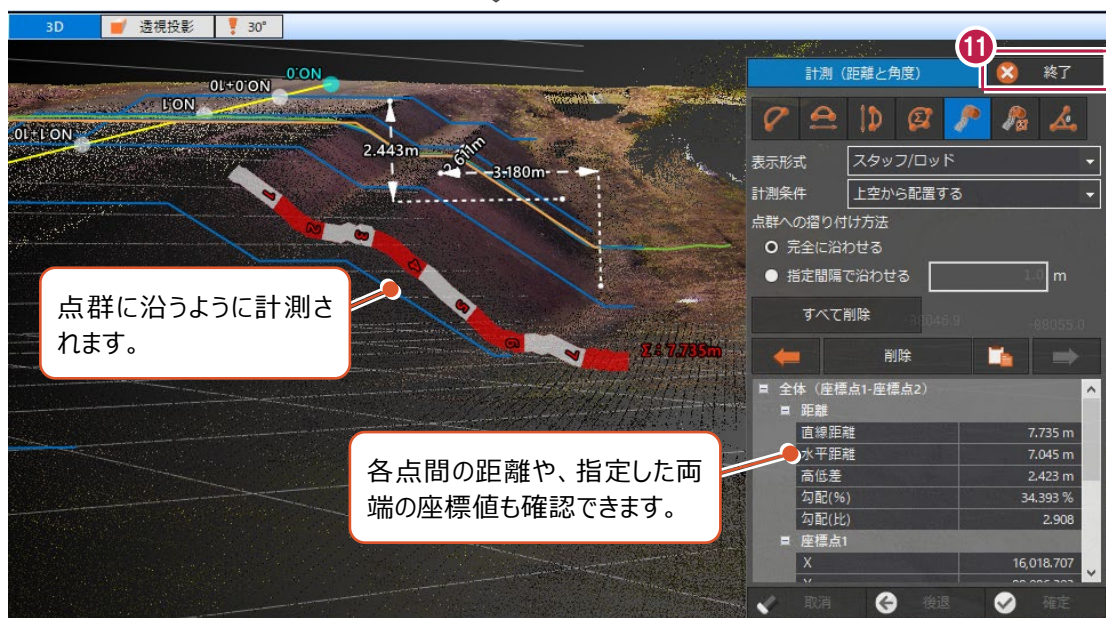 3D
透視投影
30°
⑪
計測（距離と角度）
終了
NO.0
NO.0+10
NO.1
NO.1+10
2.443m
2.611m
3.180m
1
2
3
4
5
6
7
Σ : 7.735m
点群に沿うように計測さ
れます。
各点間の距離や、指定した両
端の座標値も確認できます。
表示形式
スタッフ/ロッド
計測条件
上空から配置する
点群への摺り付け方法
完全に沿わせる
指定間隔で沿わせる
1.0 m
すべて削除
-88055.0
削除
全体（座標点1-座標点2）
距離
直線距離 7.735 m
水平距離 7.045 m
高低差 2.423 m
勾配(%) 34.393 %
勾配(比) 2.908
座標点1
X 16,018.707
取消
後退
確定